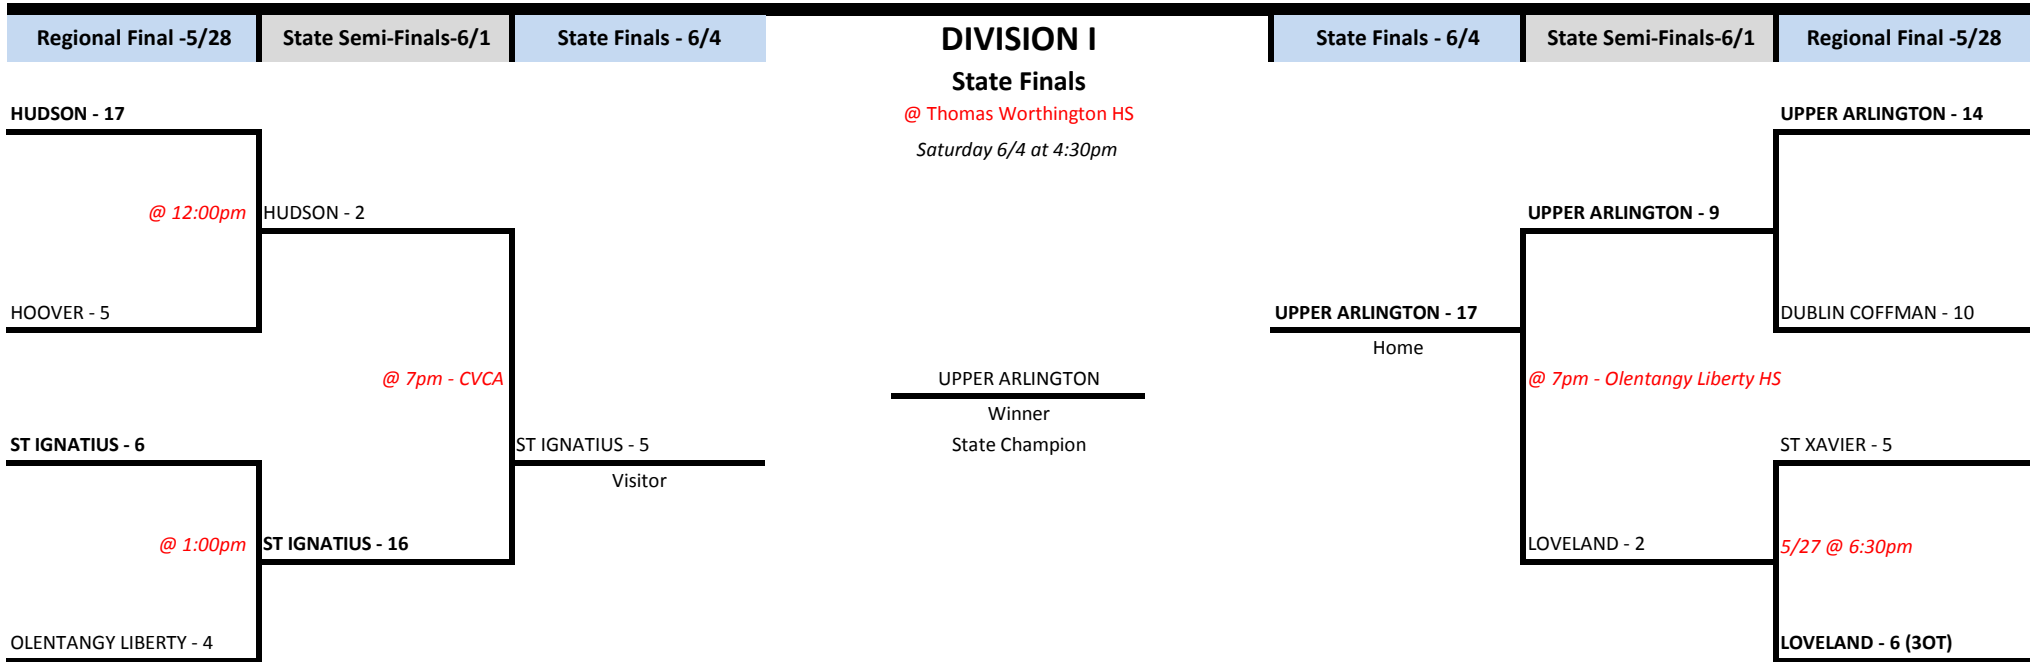 Regional Final -5/28
State Semi-Finals-6/1
State Finals - 6/4
DIVISION I
State Finals - 6/4
State Semi-Finals-6/1
Regional Final -5/28
State Finals
HUDSON - 17
@ Thomas Worthington HS
UPPER ARLINGTON - 14
Saturday 6/4 at 4:30pm
@ 12:00pm
HUDSON - 2
UPPER ARLINGTON - 9
HOOVER - 5
UPPER ARLINGTON - 17
DUBLIN COFFMAN - 10
Home
@ 7pm - CVCA
UPPER ARLINGTON
@ 7pm - Olentangy Liberty HS
Winner
ST IGNATIUS - 6
ST IGNATIUS - 5
State Champion
ST XAVIER - 5
Visitor
@ 1:00pm
ST IGNATIUS - 16
LOVELAND - 2
5/27 @ 6:30pm
OLENTANGY LIBERTY - 4
LOVELAND - 6 (3OT)